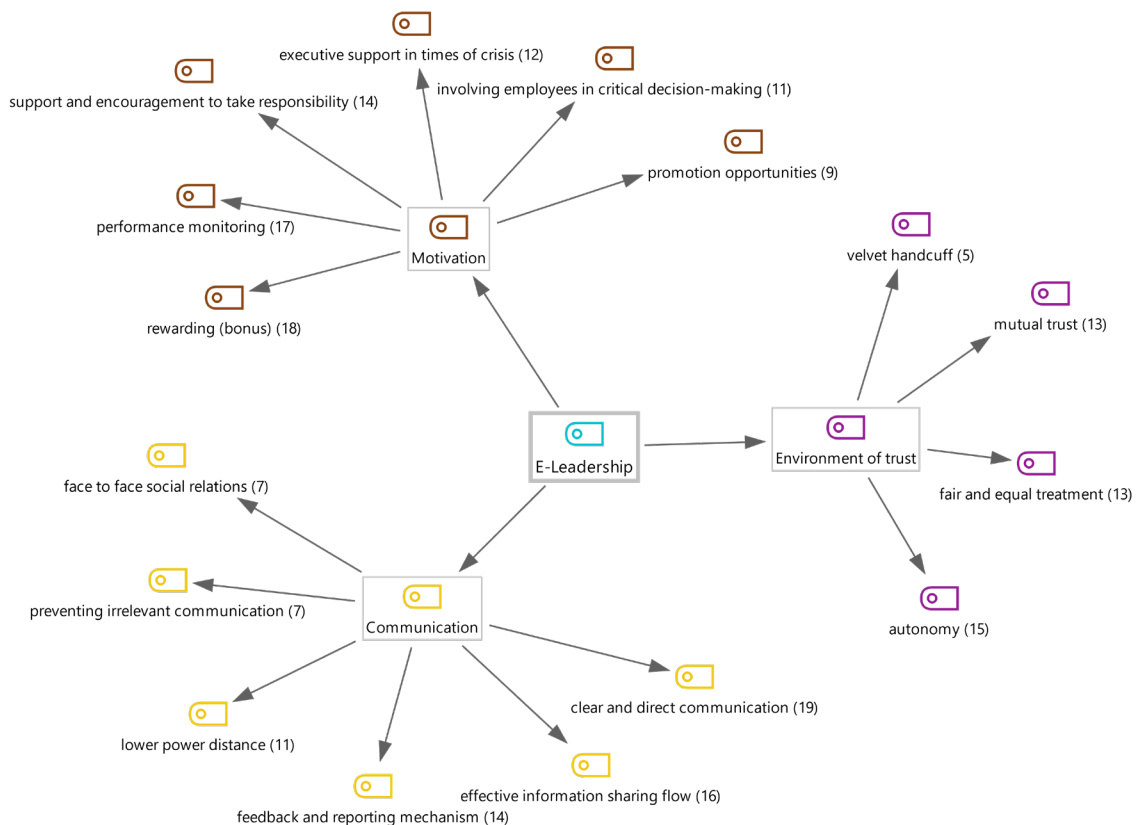 executive support in times of crisis (12)
involving employees in critical decision-making (11)
support and encouragement to take responsibility (14)
promotion opportunities (9)
performance monitoring (17)
Motivation
rewarding (bonus) (18)
velvet handcuff (5)
mutual trust (13)
E-Leadership
Environment of trust
fair and equal treatment (13)
autonomy (15)
face to face social relations (7)
preventing irrelevant communication (7)
Communication
clear and direct communication (19)
lower power distance (11)
effective information sharing flow (16)
feedback and reporting mechanism (14)